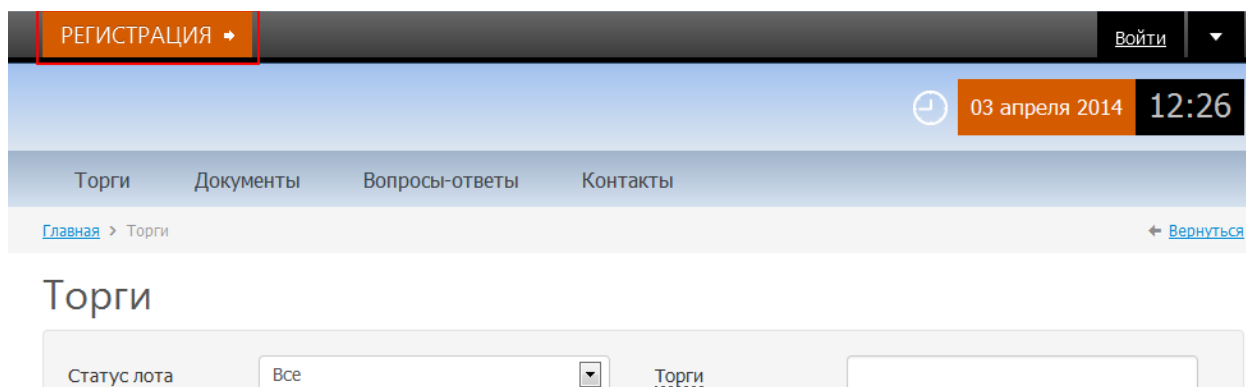 РЕГИСТРАЦИЯ
Войти
03 апреля 2014 12:26
Торги Документы Вопросы-ответы Контакты
Главная > Торги Вернуться
Торги
Статус лота Все Торги